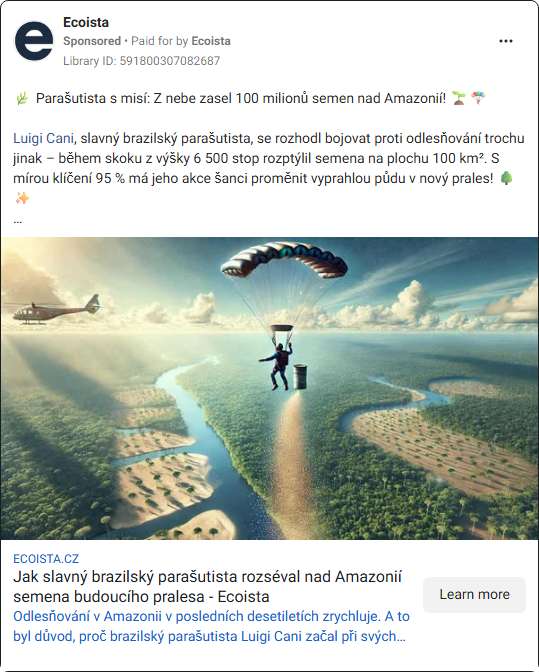 Ecoista
Sponsored • Paid for by Ecoista
Library ID: 591800307082687
🌿 Parašutista s misí: Z nebe zasel 100 milionů semen nad Amazonií! 🌱🪂
Luigi Cani, slavný brazilský parašutista, se rozhodl bojovat proti odlesňování trochu
jinak – během skoku z výšky 6 500 stop rozptýlil semena na plochu 100 km². S
mírou klíčení 95 % má jeho akce šanci proměnit vyprahlou půdu v nový prales! 🌳
✨
...
ECOISTA.CZ
Jak slavný brazilský parašutista rozséval nad Amazonií
semena budoucího pralesa - Ecoista
Learn more
Odlesňování v Amazonii v posledních desetiletích zrychluje. A to
byl důvod, proč brazilský parašutista Luigi Cani začal při svých...